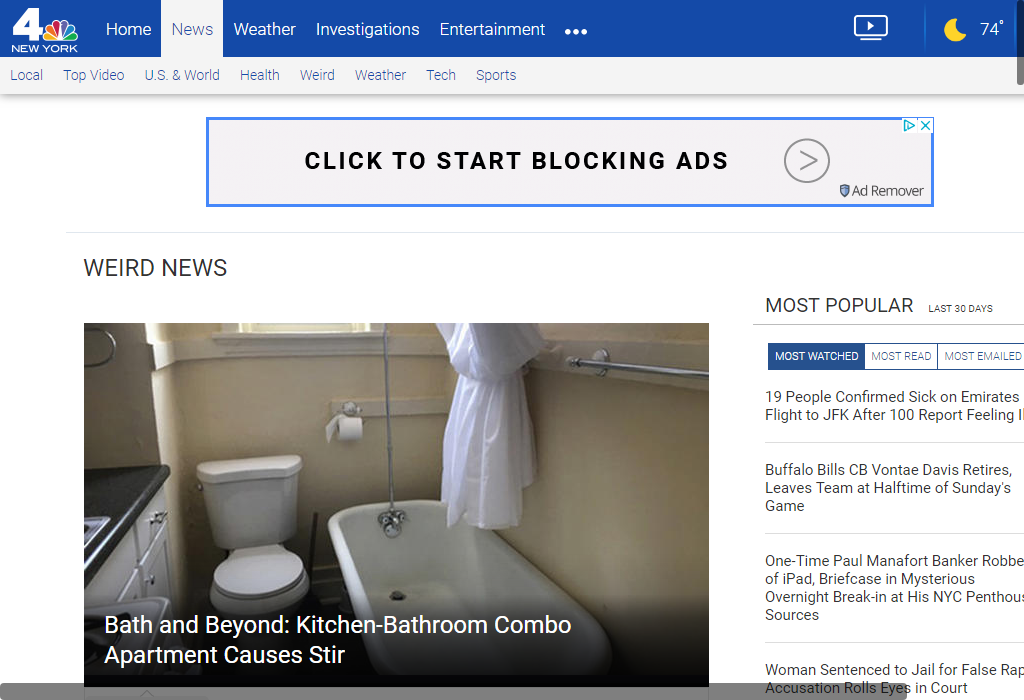 4
NEW YORK
Home News Weather Investigations Entertainment
74°
Local Top Video U.S. & World Health Weird Weather Tech Sports
CLICK TO START BLOCKING ADS
Ad Remover
WEIRD NEWS
Bath and Beyond: Kitchen-Bathroom Combo
Apartment Causes Stir
MOST POPULAR LAST 30 DAYS
MOST WATCHED MOST READ MOST EMAILED
19 People Confirmed Sick on Emirates
Flight to JFK After 100 Report Feeling
Buffalo Bills CB Vontae Davis Retires,
Leaves Team at Halftime of Sunday's
Game
One-Time Paul Manafort Banker Robbe
of iPad, Briefcase in Mysterious
Overnight Break-in at His NYC Penthous
Sources
Woman Sentenced to Jail for False Rap
Accusation Rolls Eyes in Court